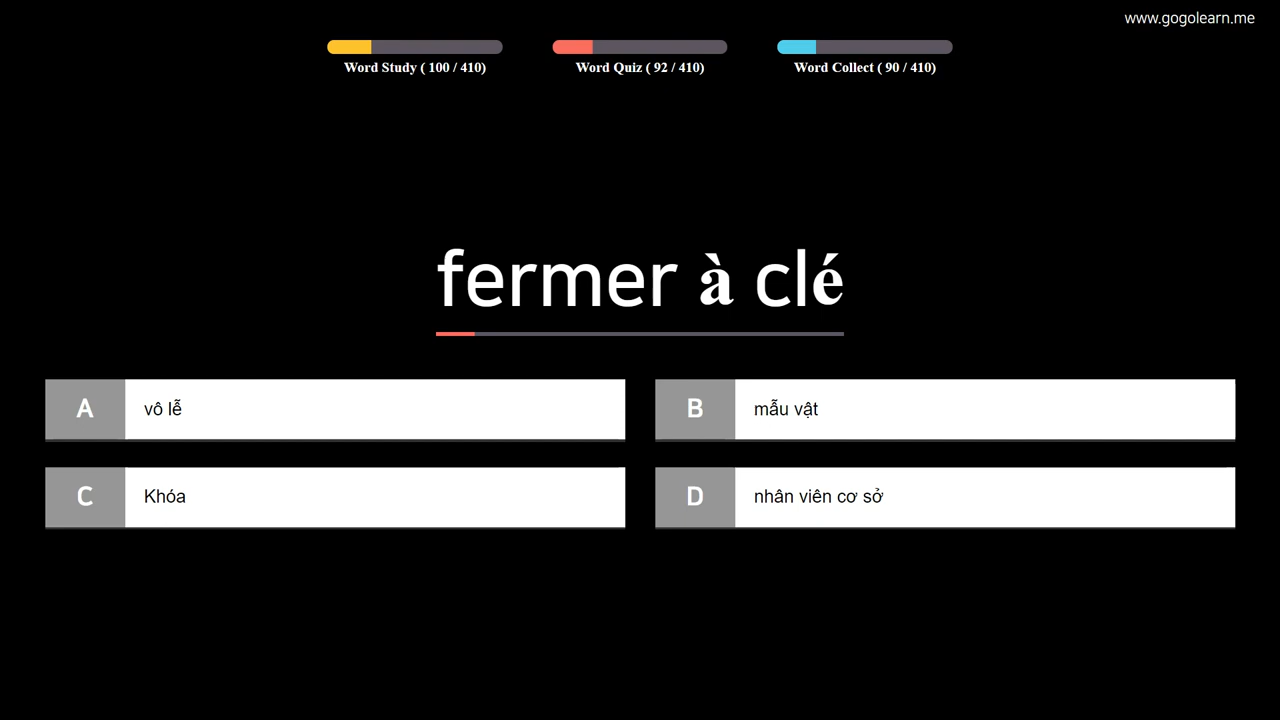 www.gogolearn.me
Word Study ( 100 / 410)
Word Quiz ( 92 / 410)
Word Collect ( 90 / 410)
fermer à clé
A vô lễ
B mẫu vật
C Khóa
D nhân viên cơ sở